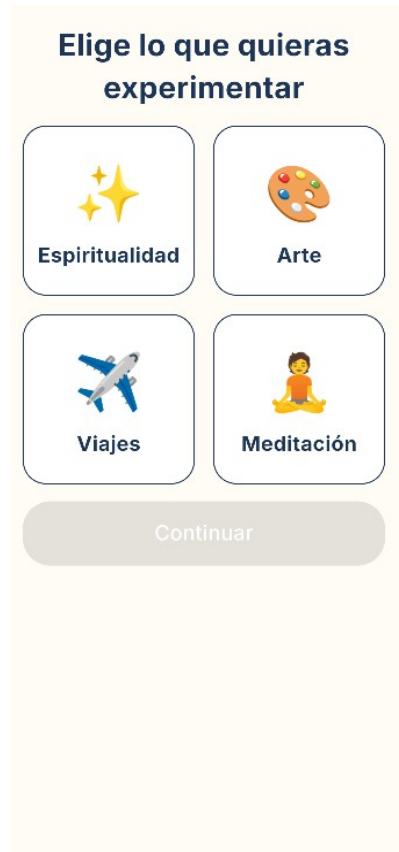 Elige lo que quieras
experimentar
Espiritualidad
Arte
Viajes
Meditación
Continuar